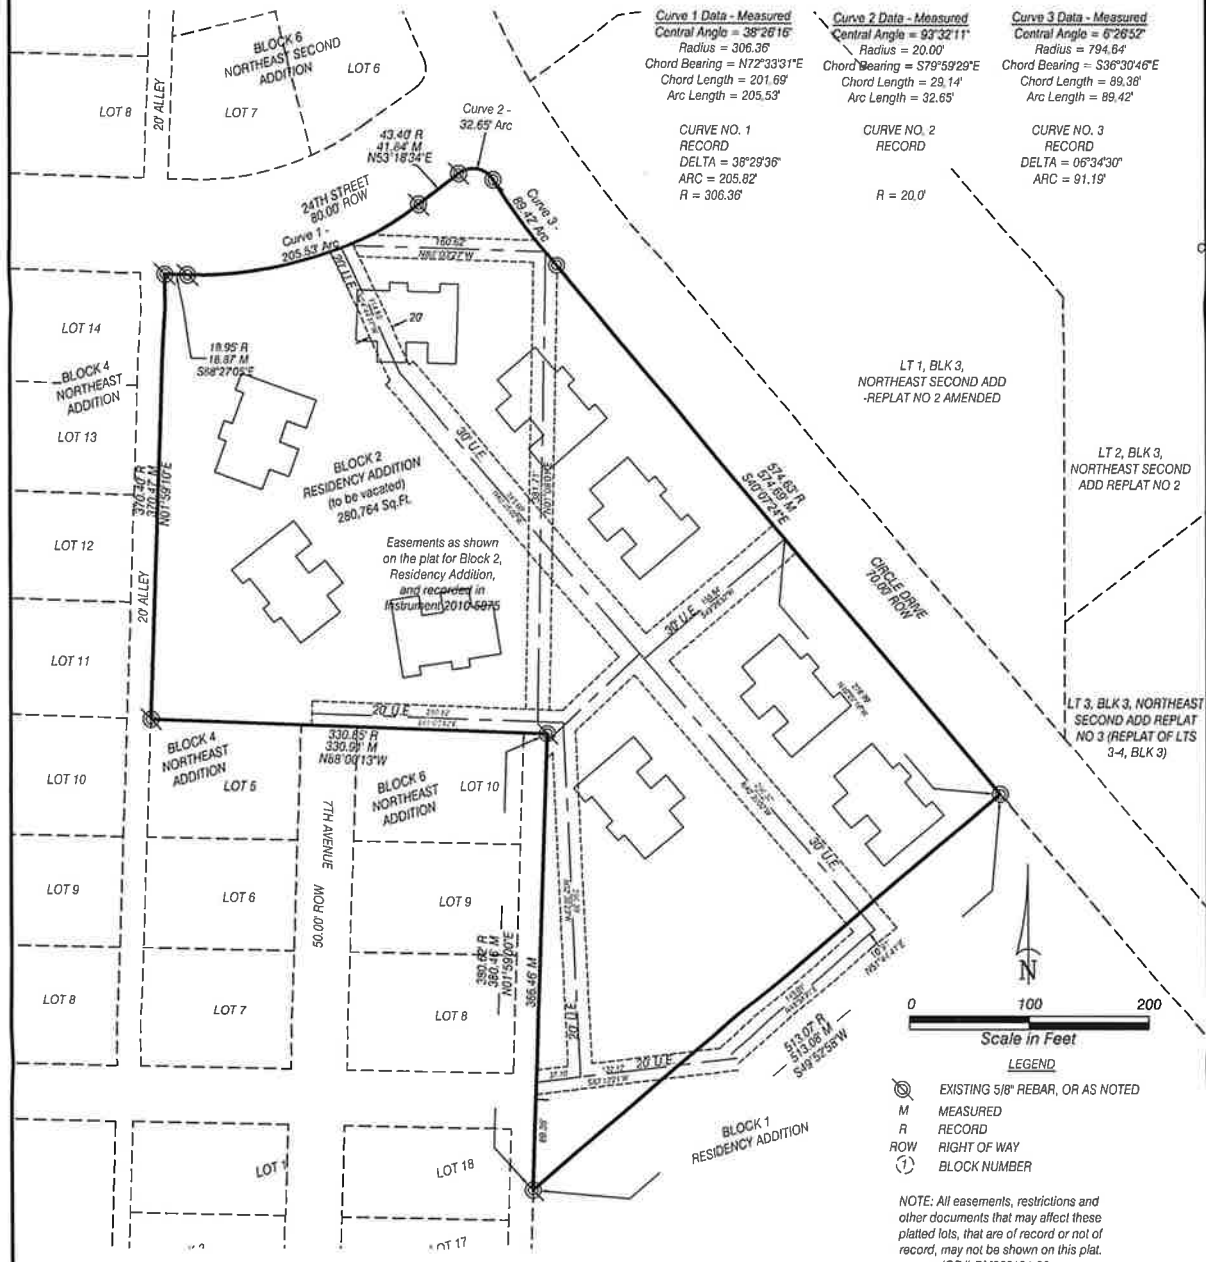 Curve 1 Data - Measured
Central Angle = 38°26'16"
Radius = 306.36'
Chord Bearing = N72°33'31"E
Chord Length = 201.69'
Arc Length = 205.53'
CURVE NO. 1
RECORD
DELTA = 38°29'36"
ARC = 205.82'
R = 306.36'
Curve 2 Data - Measured
Central Angle = 93°32'11"
Radius = 20.00'
Chord Bearing = S79°59'29"E
Chord Length = 29.14'
Arc Length = 32.65'
CURVE NO. 2
RECORD
R = 20.0'
Curve 3 Data - Measured
Central Angle = 6°26'52"
Radius = 794.64'
Chord Bearing = S36°30'46"E
Chord Length = 89.38'
Arc Length = 89.42'
CURVE NO. 3
RECORD
DELTA = 06°34'30"
ARC = 91.19'
BLOCK 6
NORTHEAST SECOND
ADDITION
LOT 6
LOT 8
20' ALLEY
LOT 7
Curve 2 -
32.65' Arc
43.40' R
41.64' M
N53°18'34"E
24TH STREET
80.00' ROW
Curve 1 -
205.53' Arc
Curve 3 -
89.42' Arc
160.62'
20' U.E.
20'
LOT 14
18.95' R
18.87' M
S88°27'05"E
BLOCK 4
NORTHEAST
ADDITION
LOT 13
LT 1, BLK 3,
NORTHEAST SECOND ADD
-REPLAT NO 2 AMENDED
LT 2, BLK 3,
NORTHEAST SECOND
ADD REPLAT NO 2
30' U.E.
BLOCK 2
RESIDENCY ADDITION
(to be vacated)
280,764 Sq.Ft.
370.40' R
370.47' M
N01°59'10"E
574.63' R
574.69' M
S40°07'24"E
LOT 12
Easements as shown
on the plat for Block 2,
Residency Addition,
and recorded in
Instrument 2010-5975
20' ALLEY
CIRCLE DRIVE
70.00' ROW
30' U.E.
LOT 11
LT 3, BLK 3, NORTHEAST
SECOND ADD REPLAT
NO 3 (REPLAT OF LTS
3-4, BLK 3)
20' U.E.
330.85' R
330.91' M
N88°00'13"W
BLOCK 4
NORTHEAST
ADDITION
LOT 10
LOT 5
BLOCK 6
NORTHEAST
ADDITION
LOT 10
7TH AVENUE 50.00' ROW
30' U.E.
LOT 9
LOT 6
LOT 9
380.62' R
380.46' M
N01°59'00"E
386.46' M
N
LOT 8
LOT 7
LOT 8
20' U.E.
20' U.E.
513.07' R
513.08' M
S49°52'58"W
0 100 200
Scale in Feet
LEGEND
EXISTING 5/8" REBAR, OR AS NOTED
M MEASURED
R RECORD
ROW RIGHT OF WAY
1 BLOCK NUMBER
BLOCK 1
RESIDENCY ADDITION
LOT 1
LOT 18
LOT 17
NOTE: All easements, restrictions and
other documents that may affect these
platted lots, that are of record or not of
record, may not be shown on this plat.